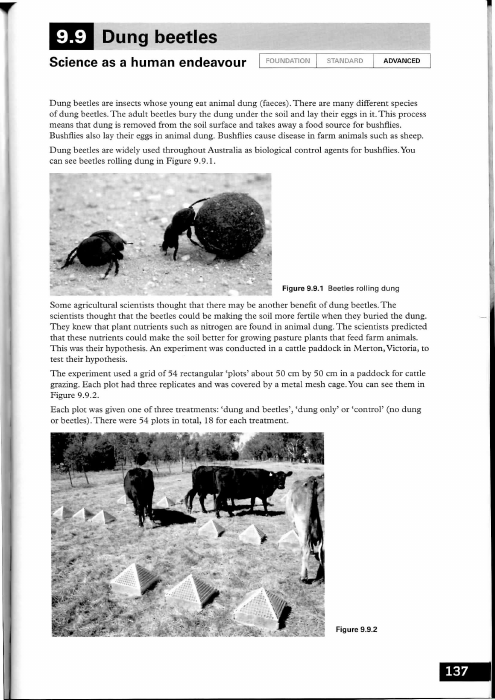 9.9 Dung beetles
Science as a human endeavour
FOUNDATION STANDARD ADVANCED
Dung beetles are insects whose young eat animal dung (faeces). There are many different species
of dung beetles. The adult beetles bury the dung under the soil and lay their eggs in it. This process
means that dung is removed from the soil surface and takes away a food source for bushflies.
Bushflies also lay their eggs in animal dung. Bushflies cause disease in farm animals such as sheep.
Dung beetles are widely used throughout Australia as biological control agents for bushflies. You
can see beetles rolling dung in Figure 9.9.1.
Figure 9.9.1 Beetles rolling dung
Some agricultural scientists thought that there may be another benefit of dung beetles. The
scientists thought that the beetles could be making the soil more fertile when they buried the dung.
They knew that plant nutrients such as nitrogen are found in animal dung. The scientists predicted
that these nutrients could make the soil better for growing pasture plants that feed farm animals.
This was their hypothesis. An experiment was conducted in a cattle paddock in Merton, Victoria, to
test their hypothesis.
The experiment used a grid of 54 rectangular 'plots' about 50 cm by 50 cm in a paddock for cattle
grazing. Each plot had three replicates and was covered by a metal mesh cage. You can see them in
Figure 9.9.2.
Each plot was given one of three treatments: 'dung and beetles', 'dung only' or 'control' (no dung
or beetles). There were 54 plots in total, 18 for each treatment.
Figure 9.9.2
137